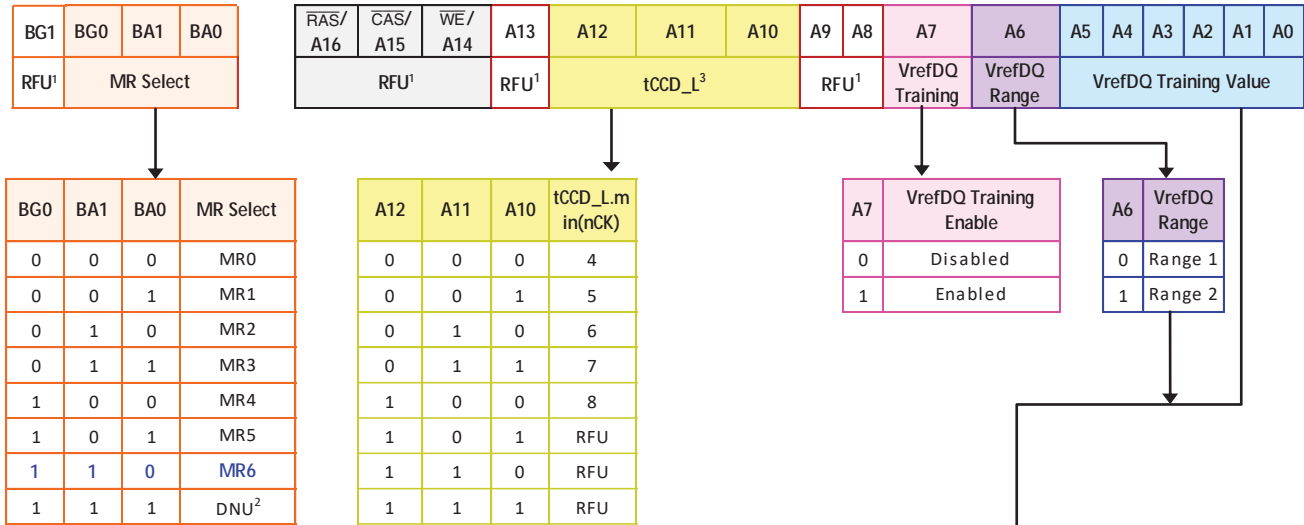 BG1 BG0 BA1 BA0 RAS/ A16 CAS/ A15 WE/ A14 A13 A12 A11 A10 A9 A8 A7 A6 A5 A4 A3 A2 A1 A0
RFU¹ MR Select RFU¹ RFU¹ tCCD_L³ RFU¹ VrefDQ Training VrefDQ Range VrefDQ Training Value
BG0 BA1 BA0 MR Select
0 0 0 MR0
0 0 1 MR1
0 1 0 MR2
0 1 1 MR3
1 0 0 MR4
1 0 1 MR5
1 1 0 MR6
1 1 1 DNU²
A12 A11 A10 tCCD_L.m in(nCK)
0 0 0 4
0 0 1 5
0 1 0 6
0 1 1 7
1 0 0 8
1 0 1 RFU
1 1 0 RFU
1 1 1 RFU
A7 VrefDQ Training Enable
0 Disabled
1 Enabled
A6 VrefDQ Range
0 Range 1
1 Range 2